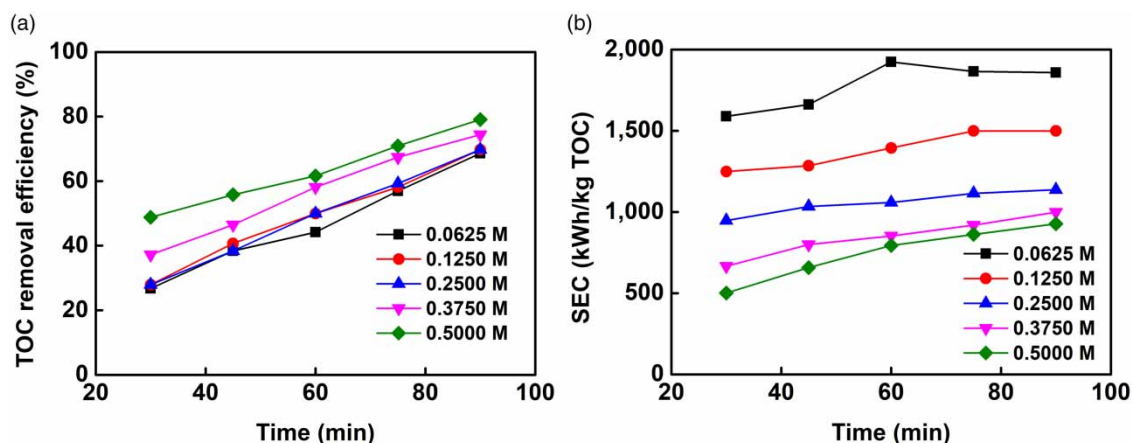 (a)
TOC removal efficiency (%)
100
80
60
40
20
0
0.0625 M
0.1250 M
0.2500 M
0.3750 M
0.5000 M
20 40 60 80 100
Time (min)
(b)
SEC (kWh/kg TOC)
2,000
1,500
1,000
500
0
0.0625 M
0.1250 M
0.2500 M
0.3750 M
0.5000 M
20 40 60 80 100
Time (min)